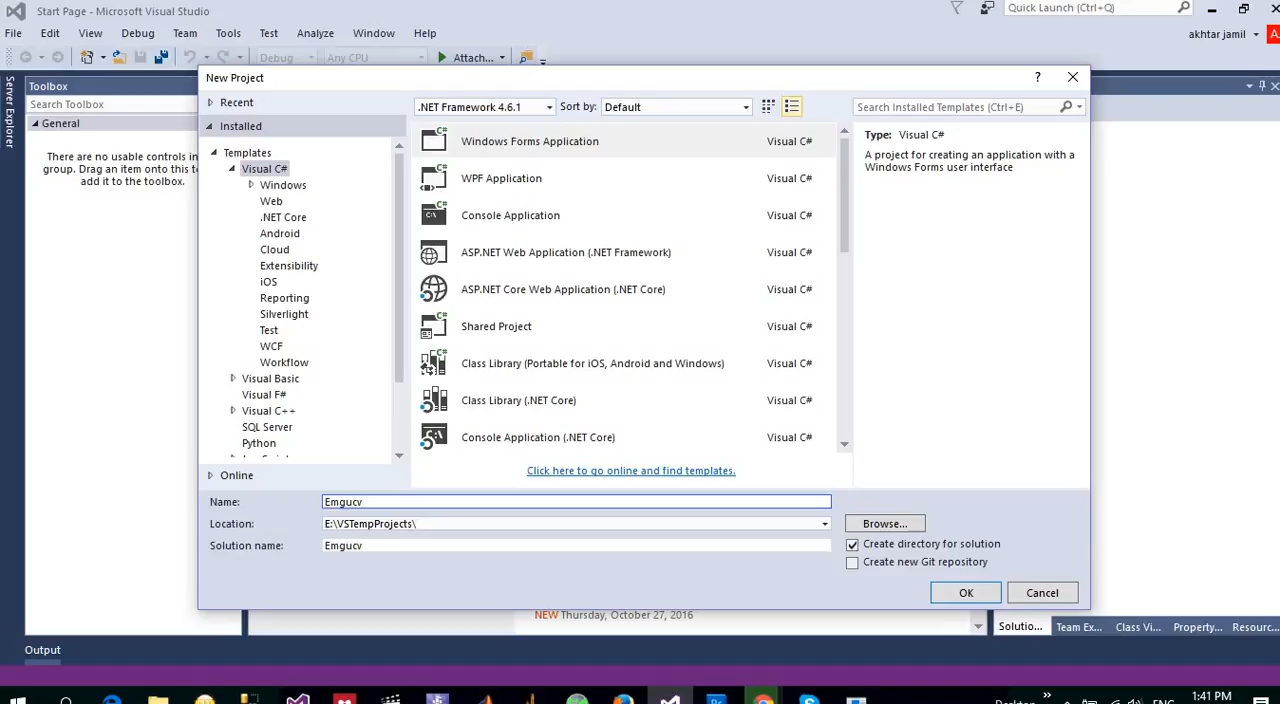 Start Page - Microsoft Visual Studio
Quick Launch (Ctrl+Q)
File Edit View Debug Team Tools Test Analyze Window Help
akhtar jamil
Debug Any CPU Attach...
Server Explorer
Toolbox
Search Toolbox
General
There are no usable controls in
group. Drag an item onto this t
add it to the toolbox.
New Project
?
Recent
.NET Framework 4.6.1 Sort by: Default
Search Installed Templates (Ctrl+E)
Installed
Templates
Visual C#
Windows
Web
.NET Core
Android
Cloud
Extensibility
iOS
Reporting
Silverlight
Test
WCF
Workflow
Visual Basic
Visual F#
Visual C++
SQL Server
Python
Online
Windows Forms Application Visual C#
WPF Application Visual C#
Console Application Visual C#
ASP.NET Web Application (.NET Framework) Visual C#
ASP.NET Core Web Application (.NET Core) Visual C#
Shared Project Visual C#
Class Library (Portable for iOS, Android and Windows) Visual C#
Class Library (.NET Core) Visual C#
Console Application (.NET Core) Visual C#
Click here to go online and find templates.
Type: Visual C#
A project for creating an application with a
Windows Forms user interface
Name: Emgucv
Location: E:\VSTempProjects\
Browse...
Solution name: Emgucv
Create directory for solution
Create new Git repository
OK Cancel
NEW Thursday, October 27, 2016
Solutio... Team Ex... Class Vi... Property... Resourc...
Output
1:41 PM